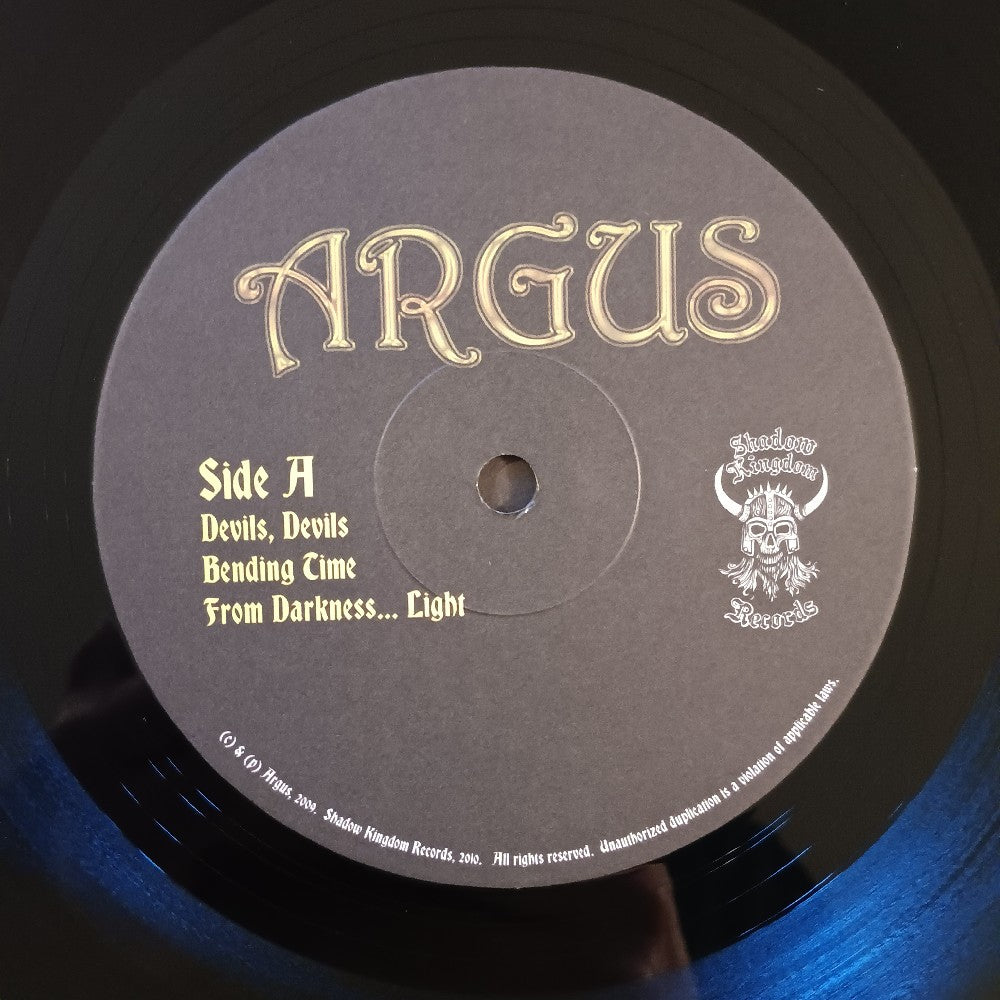 ARGUS
Side A
Devils, Devils
Bending Time
From Darkness... Light
Shadow
Kingdom
Records
(c) & (p) Argus, 2009. Shadow Kingdom Records, 2010. All rights reserved. Unauthorized duplication is a violation of applicable laws.